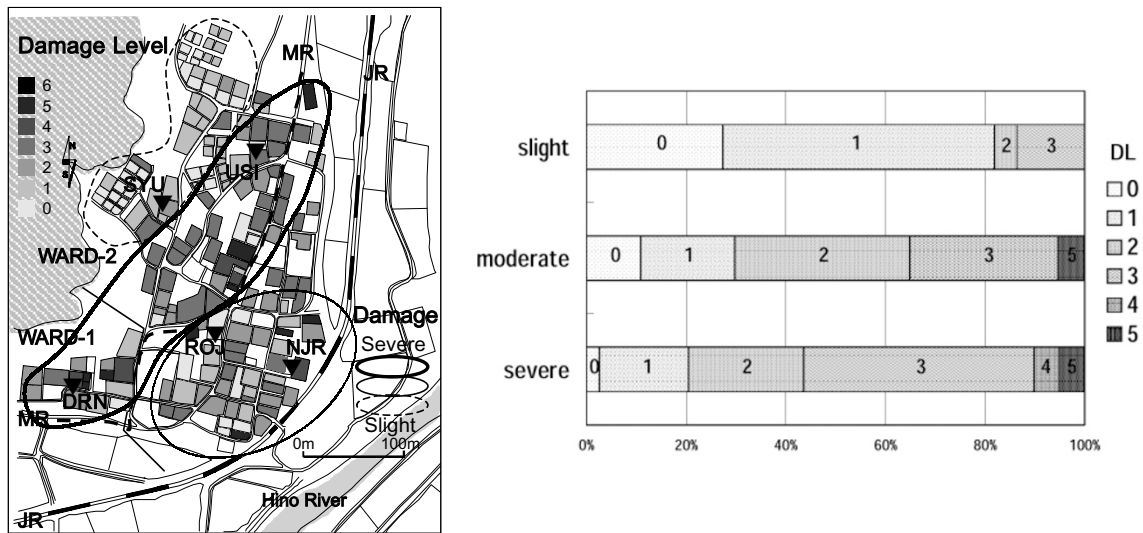 Damage Level
6
5
4
3
2
1
0
N
S
MR
JR
USI
SYU
WARD-2
WARD-1
ROJ
NJR
DRN
MR
JR
Damage
Severe
Slight
0m 100m
Hino River
slight 0 1 2 3
moderate 0 1 2 3 5
severe 0 1 2 3 4 5
0% 20% 40% 60% 80% 100%
DL
0
1
2
3
4
5